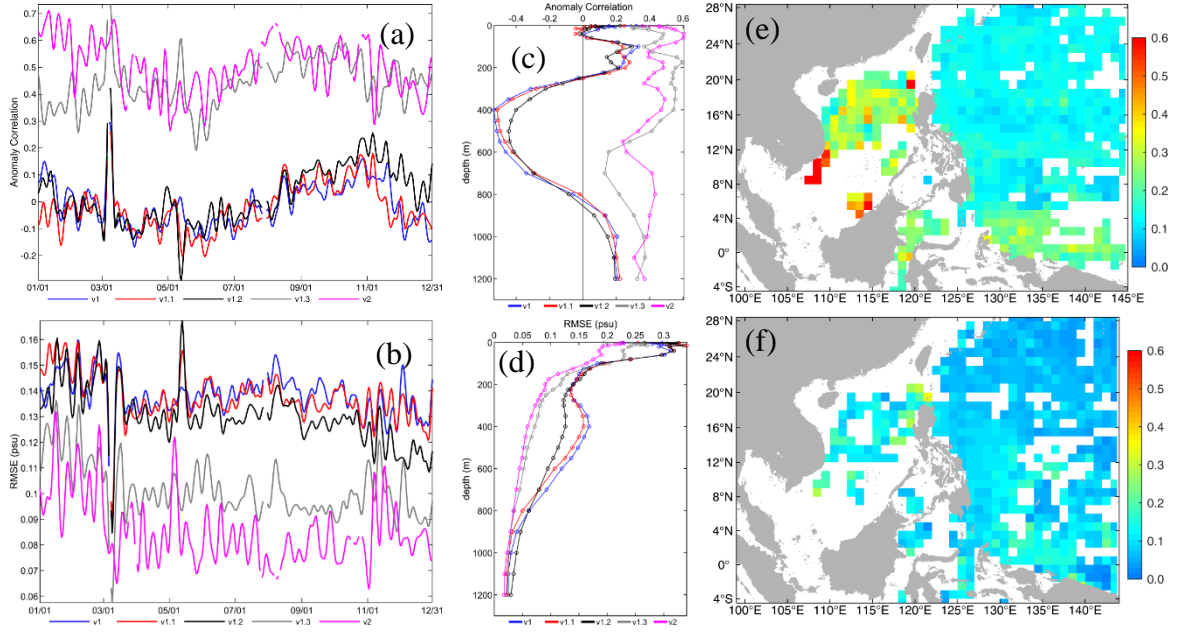 (a)
Anomaly Correlation
0.7
0.6
0.5
0.4
0.3
0.2
0.1
0
-0.1
-0.2
01/01 03/01 05/01 07/01 09/01 11/01 12/31
v1 v1.1 v1.2 v1.3 v2
(b)
RMSE (psu)
0.16
0.15
0.14
0.13
0.12
0.11
0.1
0.09
0.08
0.07
0.06
01/01 03/01 05/01 07/01 09/01 11/01 12/31
v1 v1.1 v1.2 v1.3 v2
Anomaly Correlation
-0.4 -0.2 0 0.2 0.4 0.6
(c)
depth (m)
0
200
400
600
800
1000
1200
v1 v1.1 v1.2 v1.3 v2
RMSE (psu)
0 0.05 0.1 0.15 0.2 0.25 0.3
(d)
depth (m)
0
200
400
600
800
1000
1200
v1 v1.1 v1.2 v1.3 v2
(e)
28°N
24°N
20°N
16°N
12°N
8°N
4°N
0°
4°S
100°E 105°E 110°E 115°E 120°E 125°E 130°E 135°E 140°E 145°E
0.6
0.5
0.4
0.3
0.2
0.1
0.0
(f)
28°N
24°N
20°N
16°N
12°N
8°N
4°N
0°
4°S
100°E 105°E 110°E 115°E 120°E 125°E 130°E 135°E 140°E
0.6
0.5
0.4
0.3
0.2
0.1
0.0